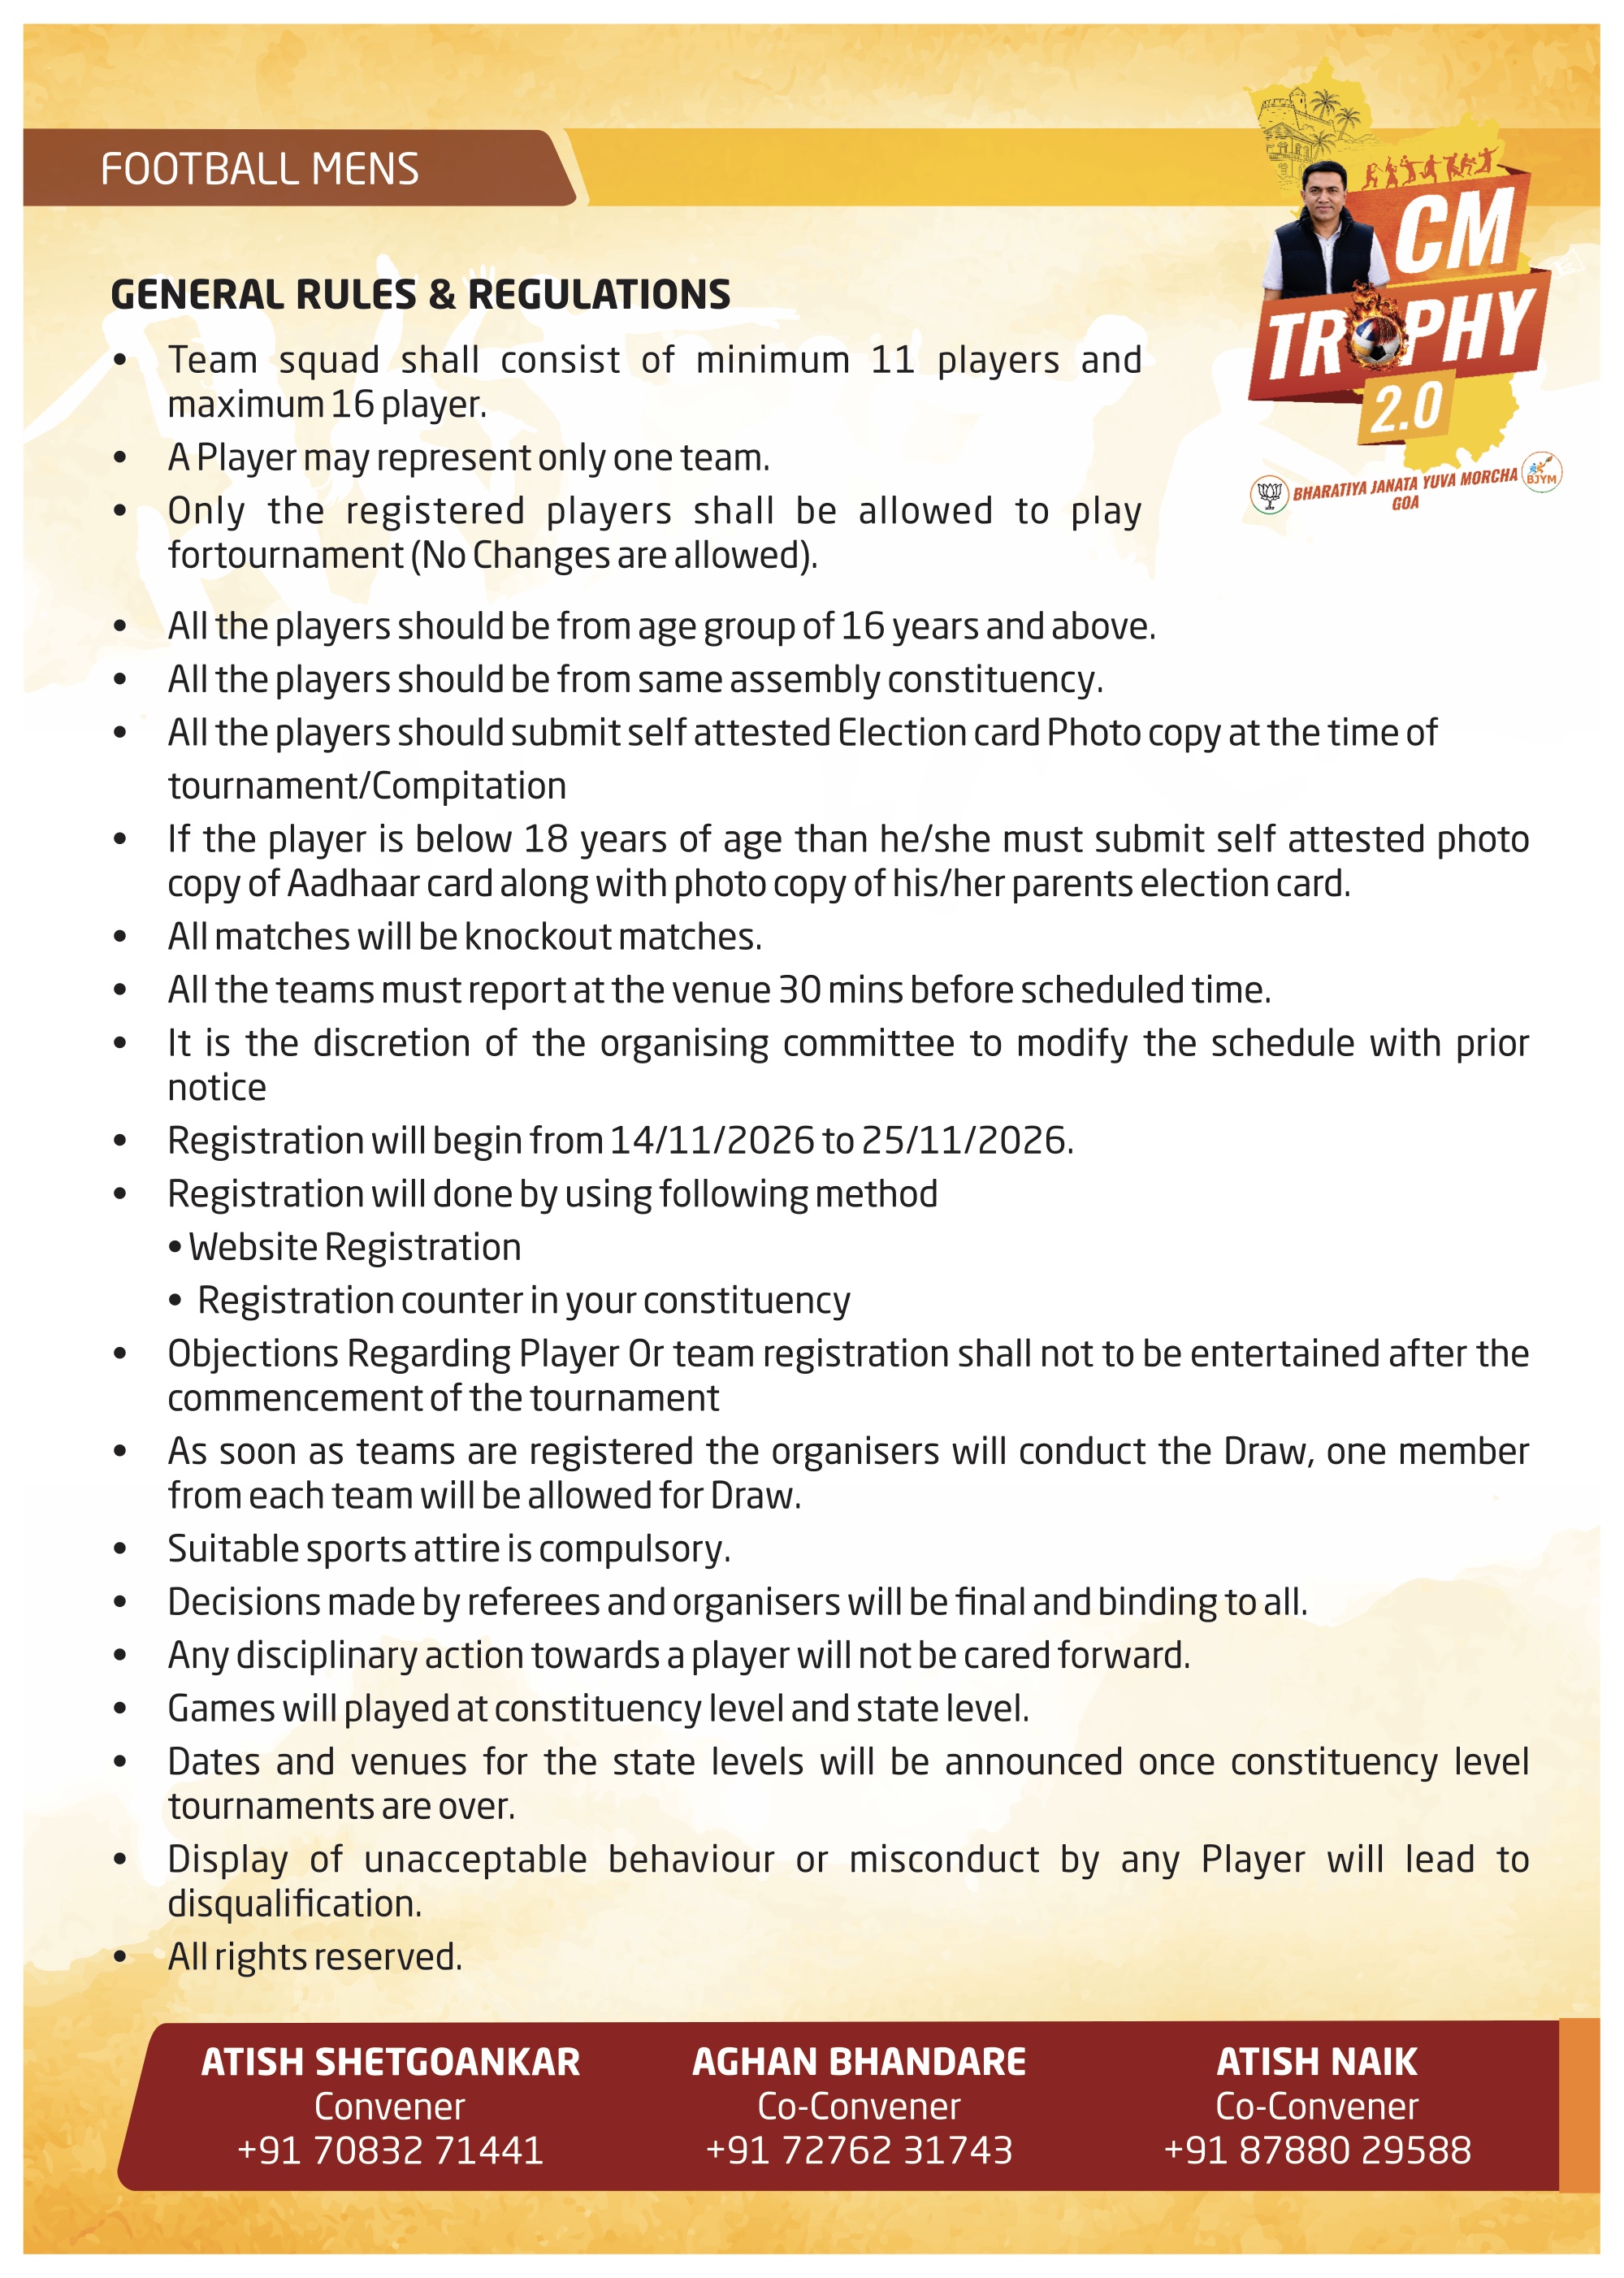 FOOTBALL MENS
CM
TROPHY
2.0
BHARATIYA JANATA YUVA MORCHA
GOA
BJYM
GENERAL RULES & REGULATIONS
• Team squad shall consist of minimum 11 players and
maximum 16 player.
• A Player may represent only one team.
• Only the registered players shall be allowed to play
fortournament (No Changes are allowed).
• All the players should be from age group of 16 years and above.
• All the players should be from same assembly constituency.
• All the players should submit self attested Election card Photo copy at the time of
tournament/Compitation
• If the player is below 18 years of age than he/she must submit self attested photo
copy of Aadhaar card along with photo copy of his/her parents election card.
• All matches will be knockout matches.
• All the teams must report at the venue 30 mins before scheduled time.
• It is the discretion of the organising committee to modify the schedule with prior
notice
• Registration will begin from 14/11/2026 to 25/11/2026.
• Registration will done by using following method
• Website Registration
• Registration counter in your constituency
• Objections Regarding Player Or team registration shall not to be entertained after the
commencement of the tournament
• As soon as teams are registered the organisers will conduct the Draw, one member
from each team will be allowed for Draw.
• Suitable sports attire is compulsory.
• Decisions made by referees and organisers will be final and binding to all.
• Any disciplinary action towards a player will not be cared forward.
• Games will played at constituency level and state level.
• Dates and venues for the state levels will be announced once constituency level
tournaments are over.
• Display of unacceptable behaviour or misconduct by any Player will lead to
disqualification.
• All rights reserved.
ATISH SHETGOANKAR
Convener
+91 70832 71441
AGHAN BHANDARE
Co-Convener
+91 72762 31743
ATISH NAIK
Co-Convener
+91 87880 29588